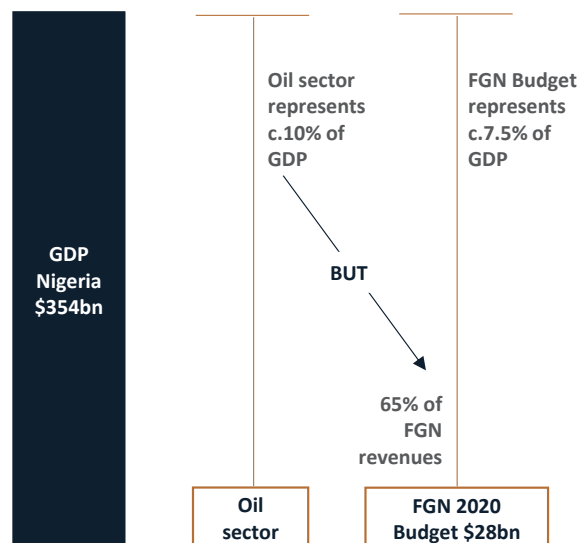 GDP
Nigeria
$354bn
Oil sector
represents
c.10% of
GDP
FGN Budget
represents
c.7.5% of
GDP
BUT
65% of
FGN
revenues
Oil
sector
FGN 2020
Budget $28bn